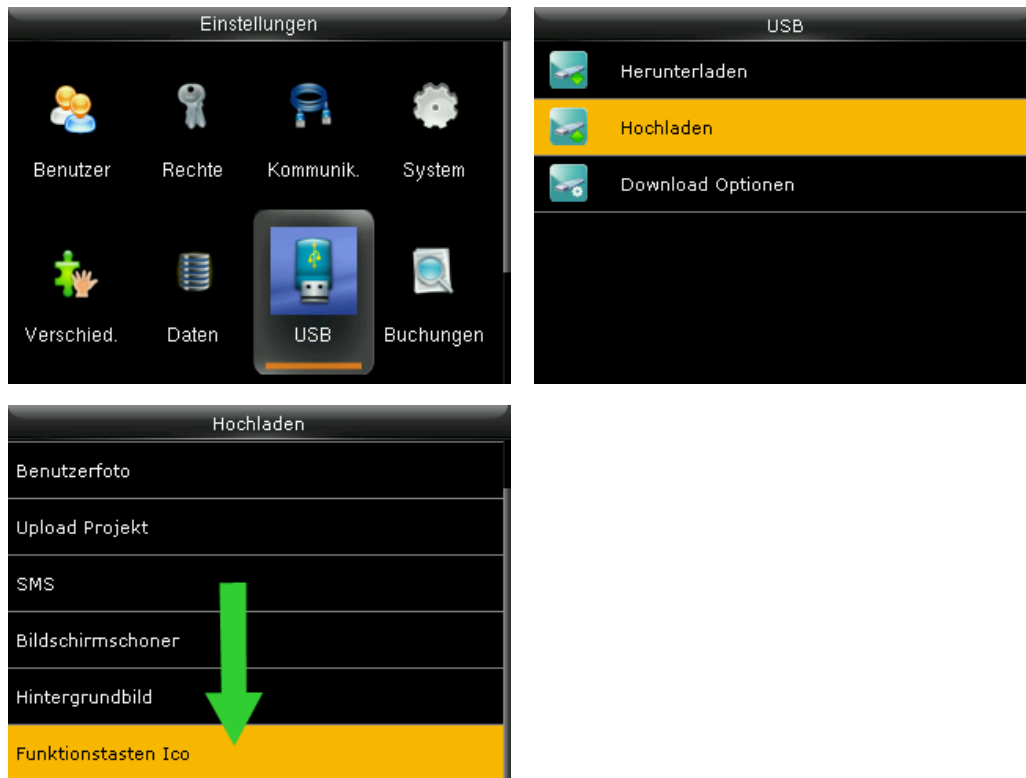 Einstellungen
Benutzer Rechte Kommunik. System
Verschied. Daten USB Buchungen
USB
Herunterladen
Hochladen
Download Optionen
Hochladen
Benutzerfoto
Upload Projekt
SMS
Bildschirmschoner
Hintergrundbild
Funktionstasten Ico